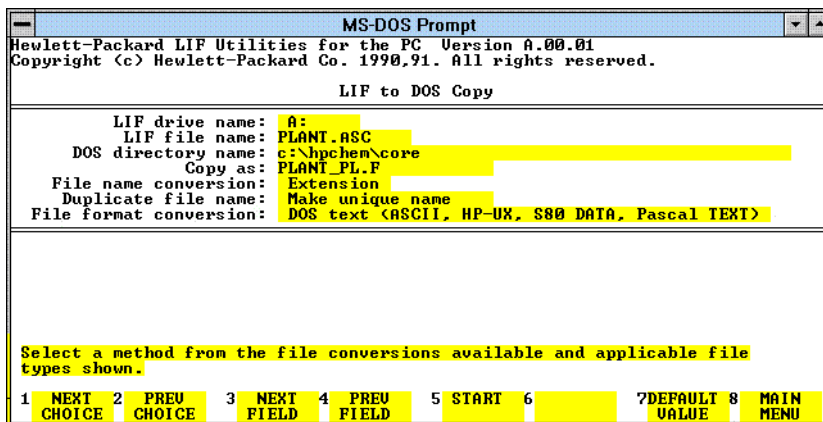 MS-DOS Prompt
Hewlett-Packard LIF Utilities for the PC  Version A.00.01
Copyright (c) Hewlett-Packard Co. 1990,91. All rights reserved.
LIF to DOS Copy
LIF drive name: A:
LIF file name: PLANT.ASC
DOS directory name: c:\hpchem\core
Copy as: PLANT_PL.F
File name conversion: Extension
Duplicate file name: Make unique name
File format conversion: DOS text (ASCII, HP-UX, S80 DATA, Pascal TEXT)
Select a method from the file conversions available and applicable file
types shown.
1 NEXT 2 PREV 3 NEXT 4 PREV 5 START 6 7DEFAULT 8 MAIN
CHOICE CHOICE FIELD FIELD VALUE MENU